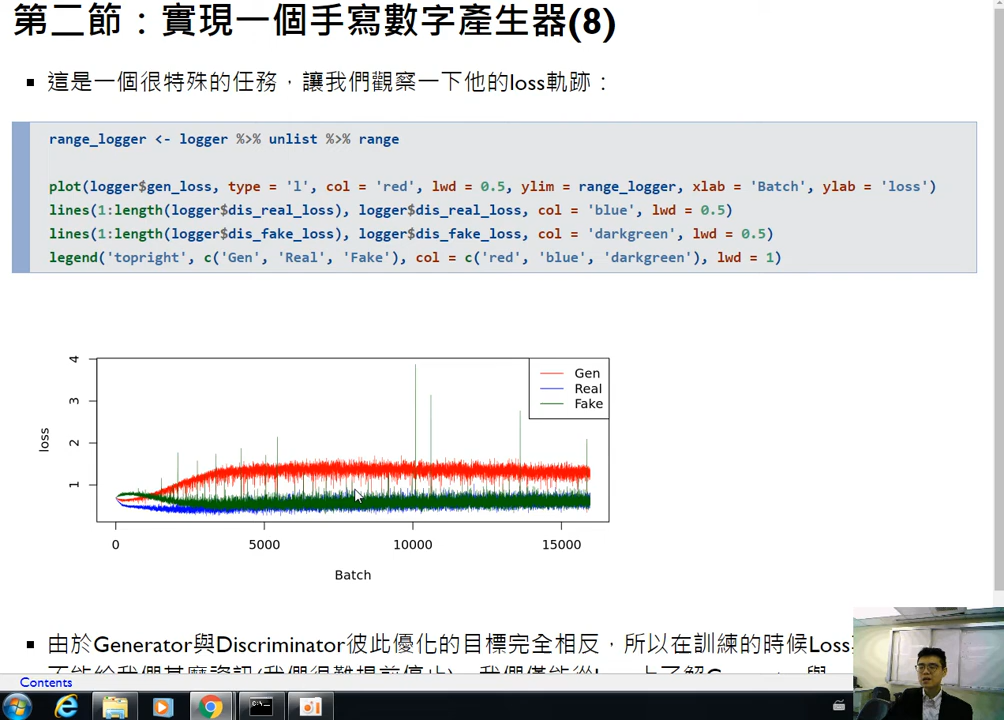 第二節：實現一個手寫數字產生器(8)
▪ 這是一個很特殊的任務，讓我們觀察一下他的loss軌跡：
range_logger <- logger %>% unlist %>% range
plot(logger$gen_loss, type = 'l', col = 'red', lwd = 0.5, ylim = range_logger, xlab = 'Batch', ylab = 'loss')
lines(1:length(logger$dis_real_loss), logger$dis_real_loss, col = 'blue', lwd = 0.5)
lines(1:length(logger$dis_fake_loss), logger$dis_fake_loss, col = 'darkgreen', lwd = 0.5)
legend('topright', c('Gen', 'Real', 'Fake'), col = c('red', 'blue', 'darkgreen'), lwd = 1)
4
3
2
1
loss
Gen
Real
Fake
0 5000 10000 15000
Batch
▪ 由於Generator與Discriminator彼此優化的目標完全相反，所以在訓練的時候Loss
Contents